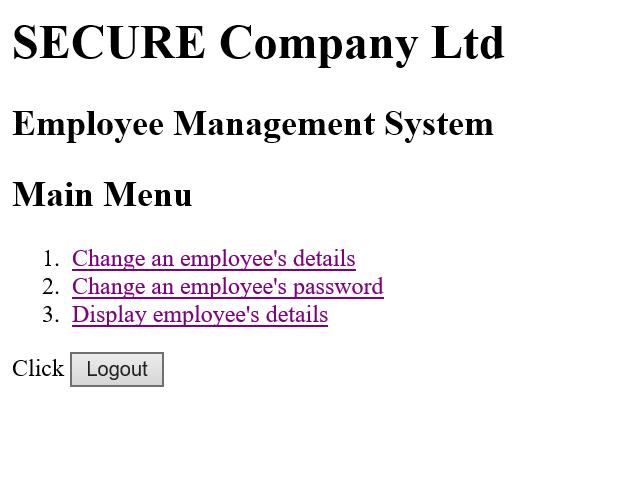 SECURE Company Ltd
Employee Management System
Main Menu
1. Change an employee's details
2. Change an employee's password
3. Display employee's details
Click Logout